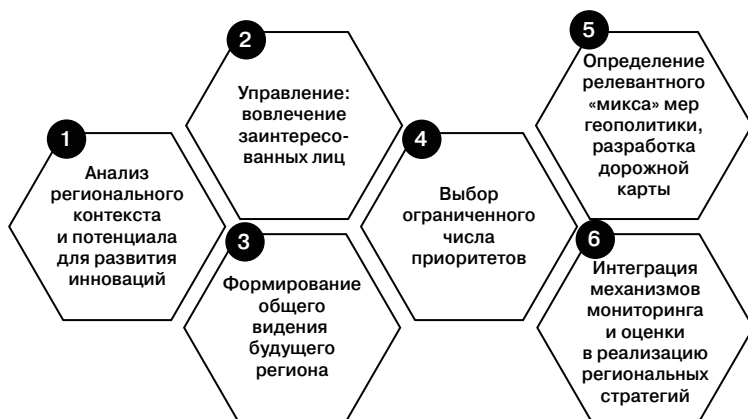 1
Анализ
регионального
контекста
и потенциала
для развития
инноваций
2
Управление:
вовлечение
заинтересо-
ванных лиц
3
Формирование
общего
видения
будущего
региона
4
Выбор
ограниченного
числа
приоритетов
5
Определение
релевантного
«микса» мер
геополитики,
разработка
дорожной
карты
6
Интеграция
механизмов
мониторинга
и оценки
в реализацию
региональных
стратегий